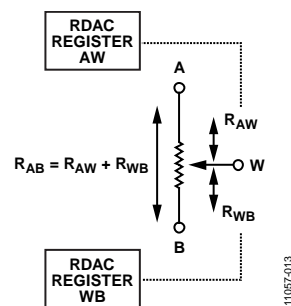 RDAC
REGISTER
AW
A
R_AW
R_AB = R_AW + R_WB
W
R_WB
B
RDAC
REGISTER
WB
11057-013